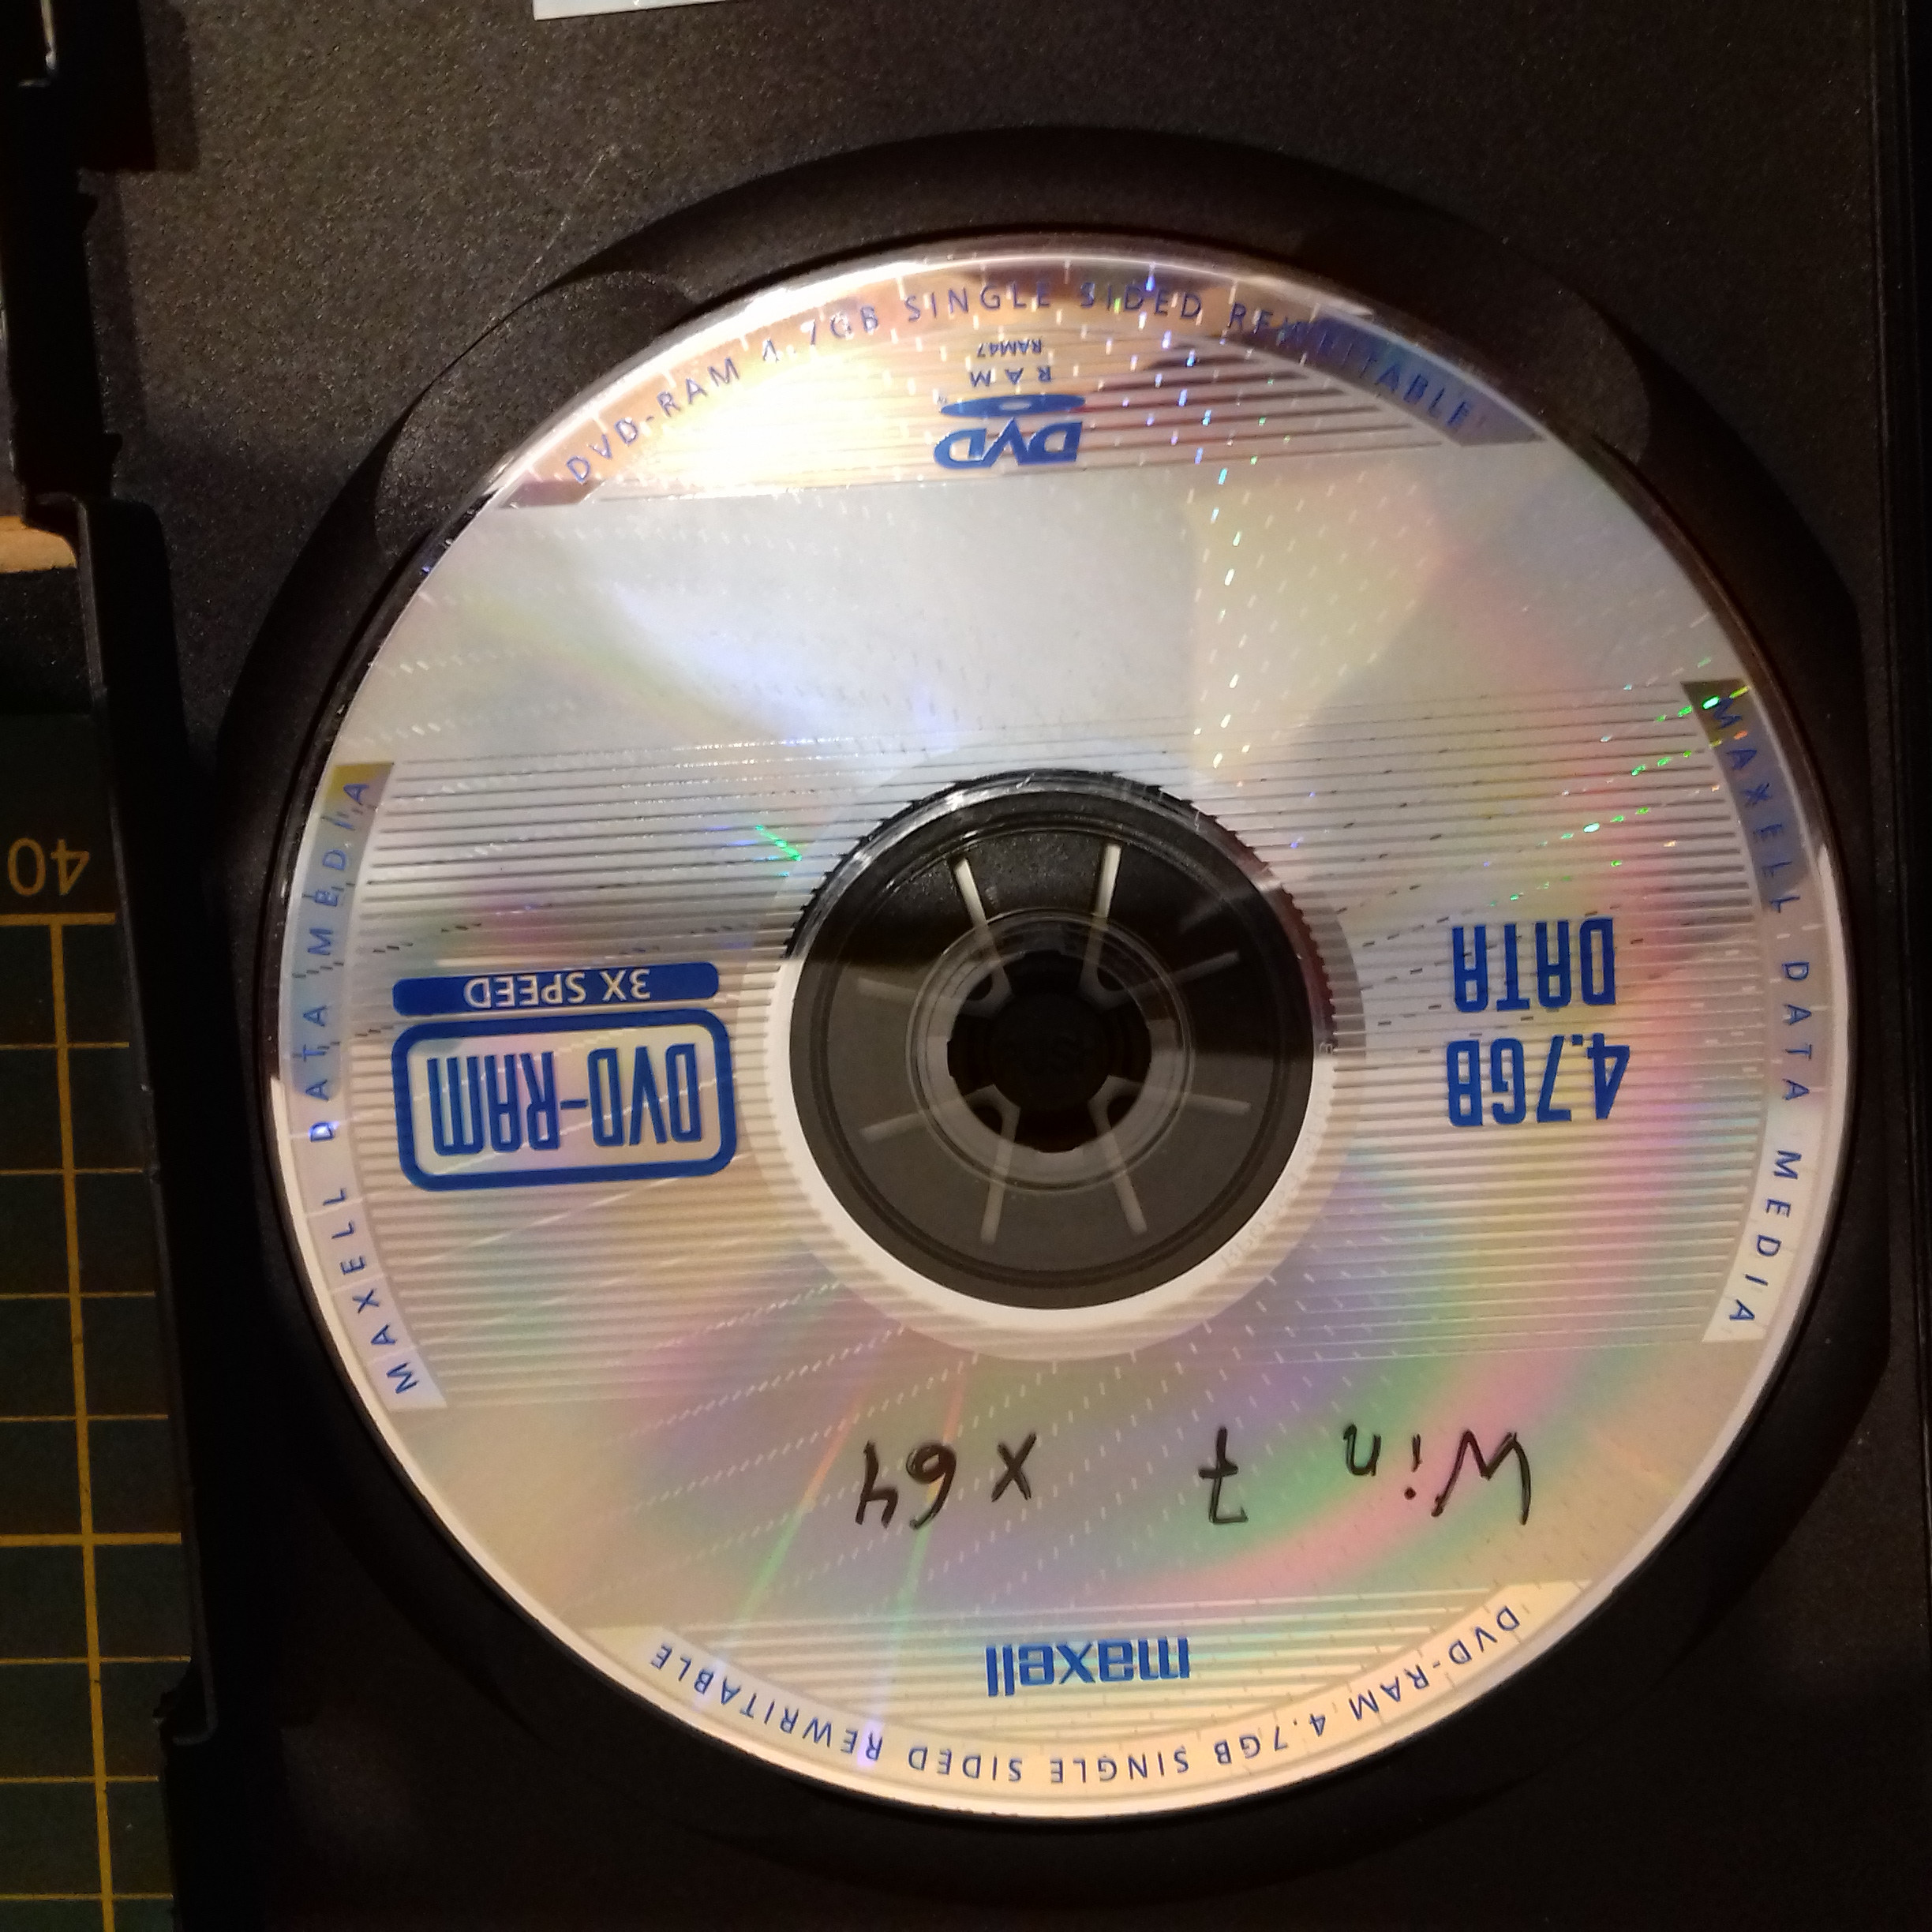 DVD-RAM 4.7GB SINGLE SIDED REWRITABLE
maxell
Win 7 x64
4.7GB
DATA
DVD-RAM
3X SPEED
MAXELL DATA MEDIA
MAXELL DATA MEDIA
DVD
RAM
RAM47
DVD-RAM 4.7GB SINGLE SIDED REWRITABLE
40